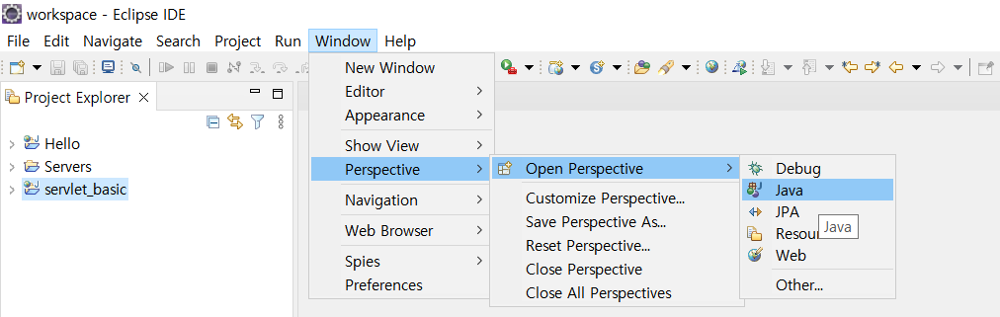 workspace - Eclipse IDE
File Edit Navigate Search Project Run Window Help
Project Explorer
Hello
Servers
servlet_basic
New Window
Editor
Appearance
Show View
Perspective
Navigation
Web Browser
Spies
Preferences
Open Perspective
Customize Perspective...
Save Perspective As...
Reset Perspective...
Close Perspective
Close All Perspectives
Debug
Java
JPA
Java
Web
Other...